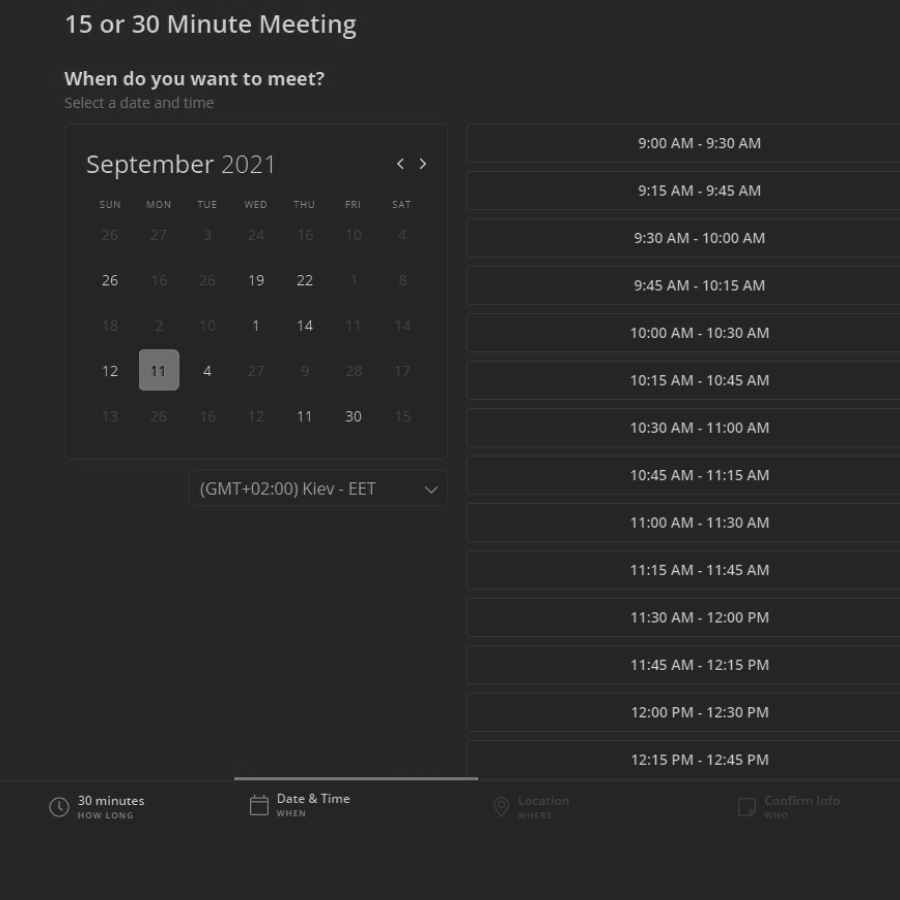 15 or 30 Minute Meeting
When do you want to meet?
Select a date and time
September 2021
SUN MON TUE WED THU FRI SAT
26 27 3 24 16 10 4
26 16 26 19 22 1 8
18 2 10 1 14 11 14
12 11 4 27 9 28 17
13 26 16 12 11 30 15
(GMT+02:00) Kiev - EET
9:00 AM - 9:30 AM
9:15 AM - 9:45 AM
9:30 AM - 10:00 AM
9:45 AM - 10:15 AM
10:00 AM - 10:30 AM
10:15 AM - 10:45 AM
10:30 AM - 11:00 AM
10:45 AM - 11:15 AM
11:00 AM - 11:30 AM
11:15 AM - 11:45 AM
11:30 AM - 12:00 PM
11:45 AM - 12:15 PM
12:00 PM - 12:30 PM
12:15 PM - 12:45 PM
30 minutes
HOW LONG
Date & Time
WHEN
Location
WHERE
Confirm Info
WHO